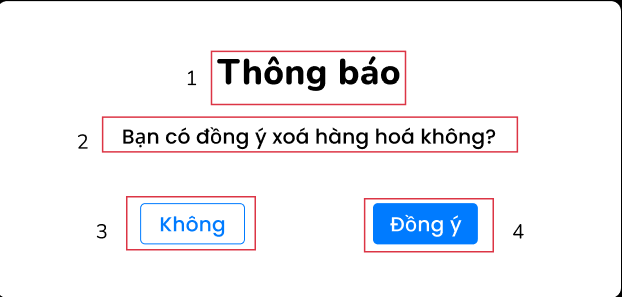 1 Thông báo
2 Bạn có đồng ý xoá hàng hoá không?
3 Không Đồng ý 4